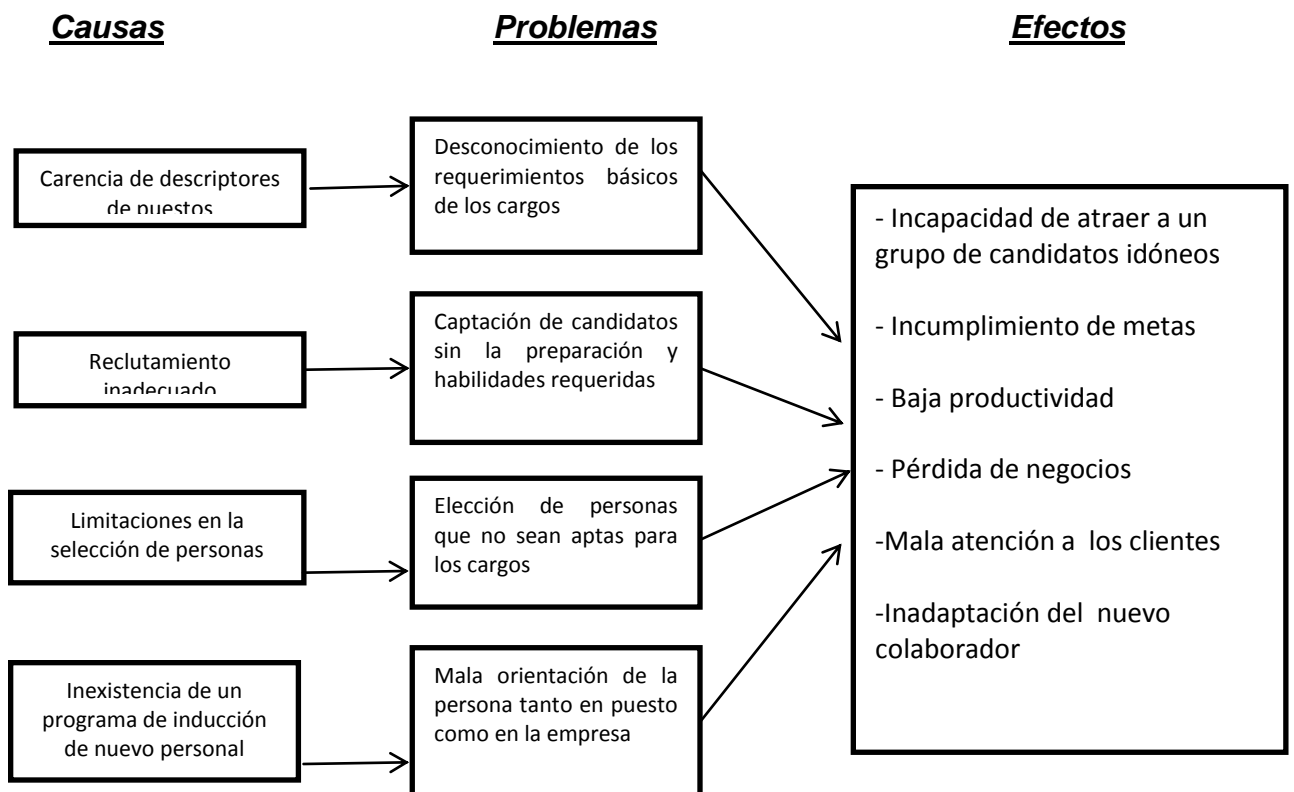 Causas
Problemas
Efectos
Carencia de descriptores
de puestos
Desconocimiento de los
requerimientos básicos
de los cargos
Reclutamiento
inadecuado
Captación de candidatos
sin la preparación y
habilidades requeridas
Limitaciones en la
selección de personas
Elección de personas
que no sean aptas para
los cargos
Inexistencia de un
programa de inducción
de nuevo personal
Mala orientación de la
persona tanto en puesto
como en la empresa
- Incapacidad de atraer a un
grupo de candidatos idóneos
- Incumplimiento de metas
- Baja productividad
- Pérdida de negocios
-Mala atención a  los clientes
-Inadaptación del  nuevo
colaborador